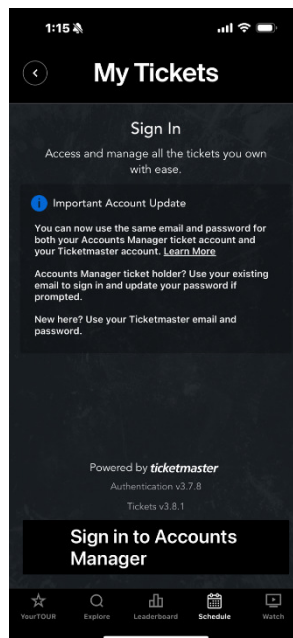 1:15
My Tickets
Sign In
Access and manage all the tickets you own
with ease.
Important Account Update
You can now use the same email and password for
both your Accounts Manager ticket account and
your Ticketmaster account. Learn More
Accounts Manager ticket holder? Use your existing
email to sign in and update your password if
prompted.
New here? Use your Ticketmaster email and
password.
Powered by ticketmaster
Authentication v3.7.8
Tickets v3.8.1
Sign in to Accounts
Manager
YourTOUR Explore Leaderboard Schedule Watch